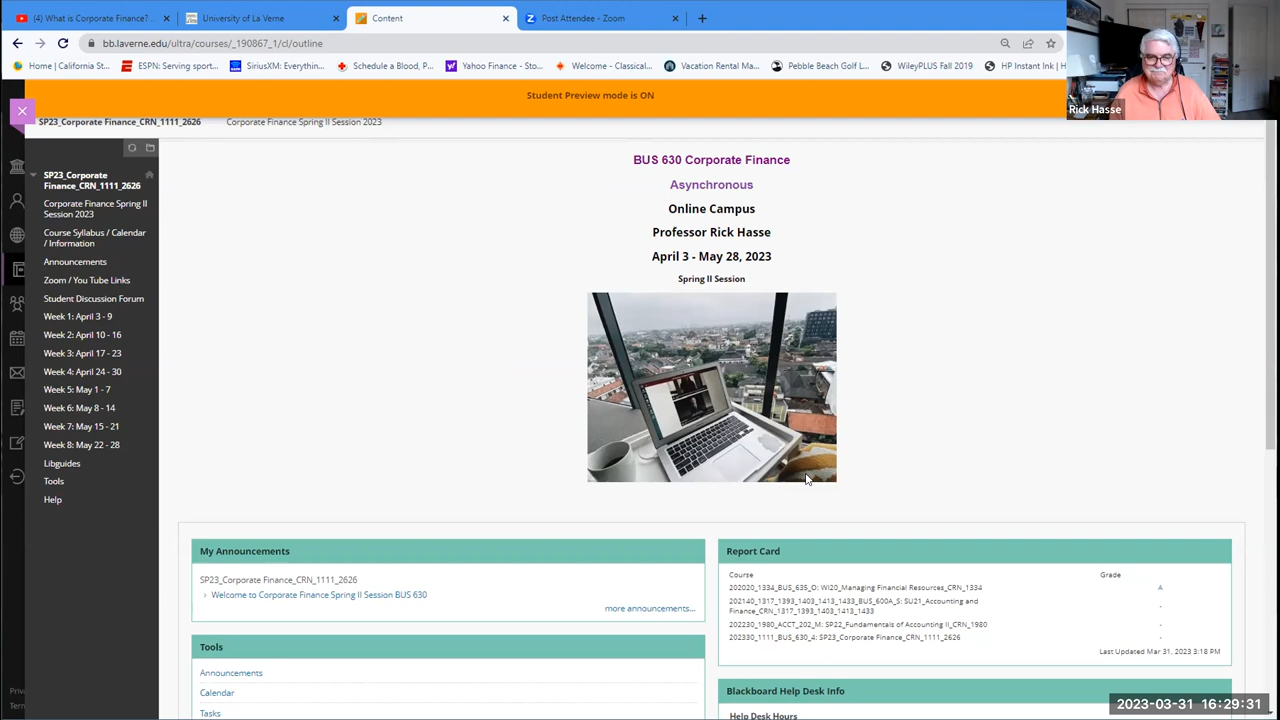 (4) What is Corporate Finance?
University of La Verne
Content
Post Attendee - Zoom
bb.laverne.edu/ultra/courses/_190867_1/cl/outline
Home | California St...
ESPN: Serving sport...
SiriusXM: Everythin...
Schedule a Blood, P...
Yahoo Finance - Sto...
Welcome - Classical...
Vacation Rental Ma...
Pebble Beach Golf L...
WileyPLUS Fall 2019
HP Instant Ink | H
Rick Hasse
Student Preview mode is ON
SP23_Corporate Finance_CRN_1111_2626
Corporate Finance Spring II Session 2023
SP23_Corporate
Finance_CRN_1111_2626
Corporate Finance Spring II
Session 2023
Course Syllabus / Calendar
/ Information
Announcements
Zoom / You Tube Links
Student Discussion Forum
Week 1: April 3 - 9
Week 2: April 10 - 16
Week 3: April 17 - 23
Week 4: April 24 - 30
Week 5: May 1 - 7
Week 6: May 8 - 14
Week 7: May 15 - 21
Week 8: May 22 - 28
Libguides
Tools
Help
Priv
Tern
BUS 630 Corporate Finance
Asynchronous
Online Campus
Professor Rick Hasse
April 3 - May 28, 2023
Spring II Session
My Announcements
SP23_Corporate Finance_CRN_1111_2626
Welcome to Corporate Finance Spring II Session BUS 630
more announcements...
Tools
Announcements
Calendar
Tasks
Report Card
Course Grade
202020_1334_BUS_635_O: WI20_Managing Financial Resources_CRN_1334 A
202140_1317_1393_1403_1413_1433_BUS_600A_S: SU21_Accounting and
Finance_CRN_1317_1393_1403_1413_1433 -
202230_1980_ACCT_202_M: SP22_Fundamentals of Accounting II_CRN_1980 -
202330_1111_BUS_630_4: SP23_Corporate Finance_CRN_1111_2626 -
Last Updated Mar 31, 2023 3:18 PM
Blackboard Help Desk Info
Help Desk Hours
2023-03-31 16:29:31